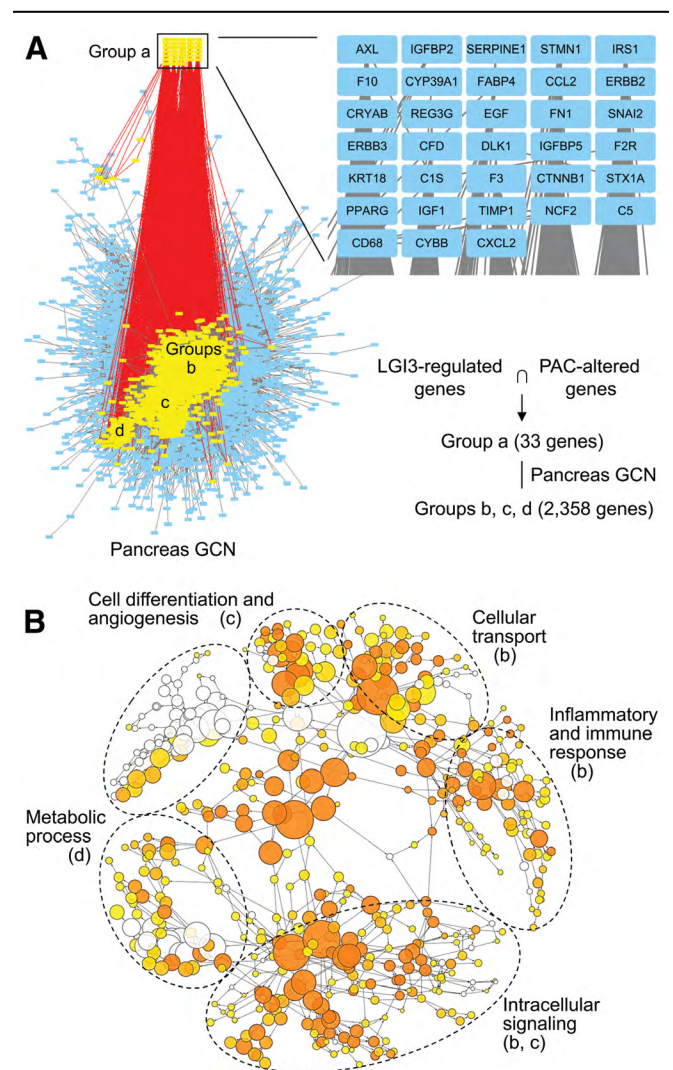 A
Group a
AXL IGFBP2 SERPINE1 STMN1 IRS1
F10 CYP39A1 FABP4 CCL2 ERBB2
CRYAB REG3G EGF FN1 SNAI2
ERBB3 CFD DLK1 IGFBP5 F2R
KRT18 C1S F3 CTNNB1 STX1A
PPARG IGF1 TIMP1 NCF2 C5
CD68 CYBB CXCL2
Groups
b
c
d
Pancreas GCN
LGI3-regulated
genes
∩
PAC-altered
genes
Group a (33 genes)
Pancreas GCN
Groups b, c, d (2,358 genes)
B
Cell differentiation and
angiogenesis (c)
Cellular
transport
(b)
Inflammatory
and immune
response
(b)
Metabolic
process
(d)
Intracellular
signaling
(b, c)